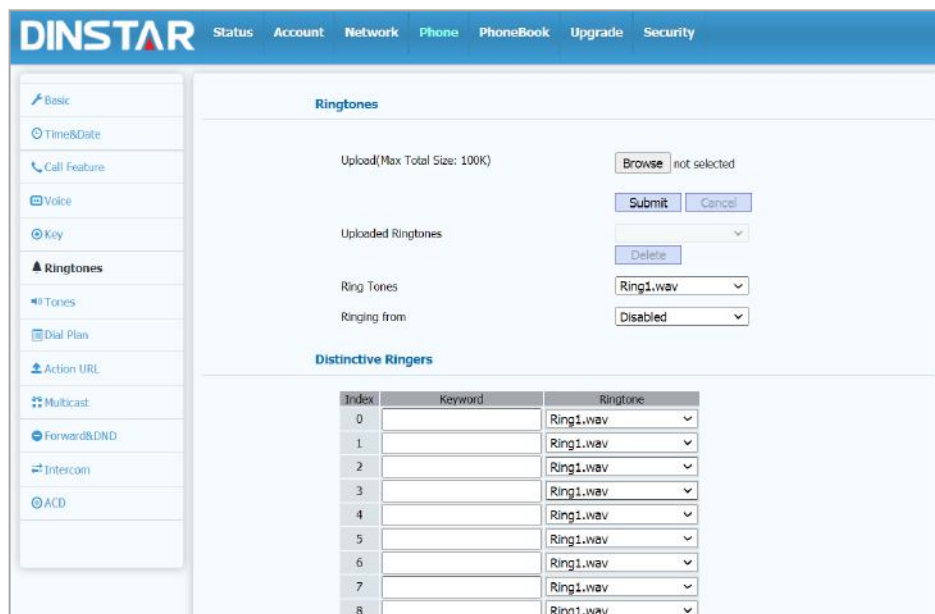 DINSTAR Status Account Network Phone PhoneBook Upgrade Security
Basic
Time&Date
Call Feature
Voice
Key
Ringtones
Tones
Dial Plan
Action URL
Multicast
Forward&DND
Intercom
ACD
Ringtones
Upload(Max Total Size: 100K) Browse not selected
Submit Cancel
Uploaded Ringtones
Delete
Ring Tones Ring1.wav
Ringing from Disabled
Distinctive Ringers
Index Keyword Ringtone
0 Ring1.wav
1 Ring1.wav
2 Ring1.wav
3 Ring1.wav
4 Ring1.wav
5 Ring1.wav
6 Ring1.wav
7 Ring1.wav
8 Ring1.wav